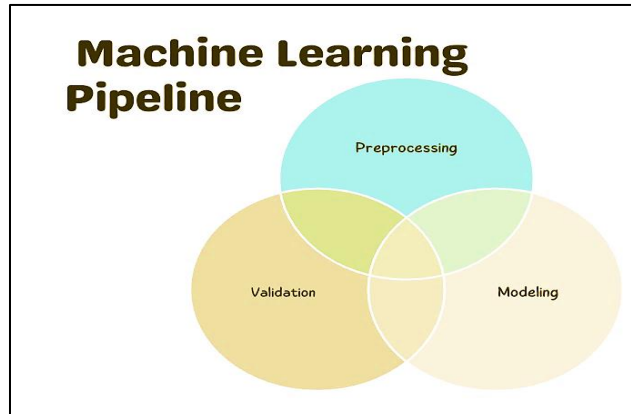 Machine Learning
Pipeline
Preprocessing
Validation
Modeling